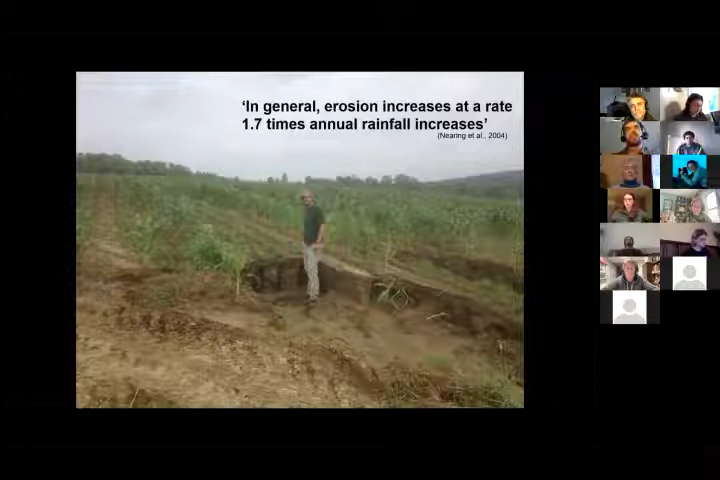 ‘In general, erosion increases at a rate
1.7 times annual rainfall increases’
(Nearing et al., 2004)